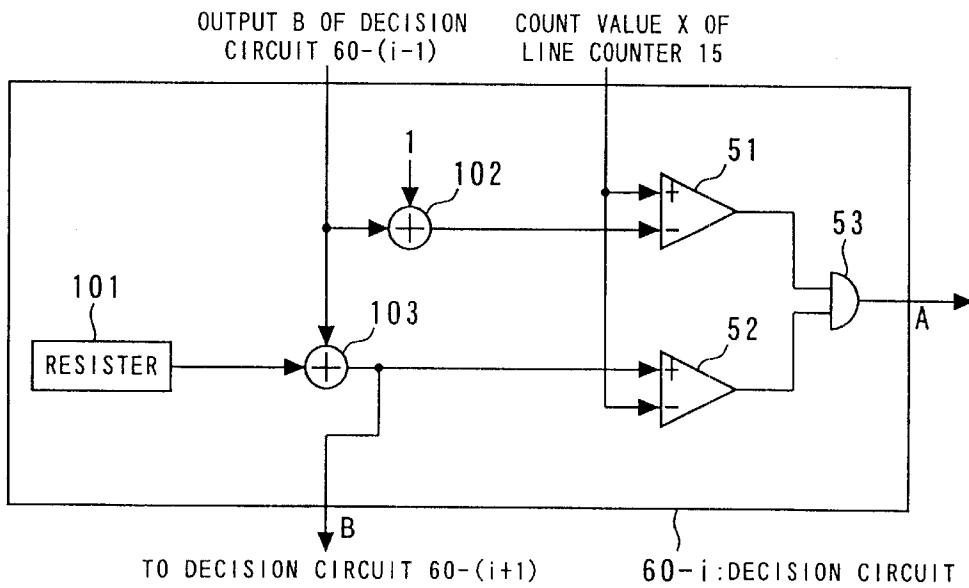 OUTPUT B OF DECISION
CIRCUIT 60-(i-1)
COUNT VALUE X OF
LINE COUNTER 15
1
102
51
+
+
-
53
101
103
A
RESISTER
+
52
+
-
B
TO DECISION CIRCUIT 60-(i+1)
60-i:DECISION CIRCUIT